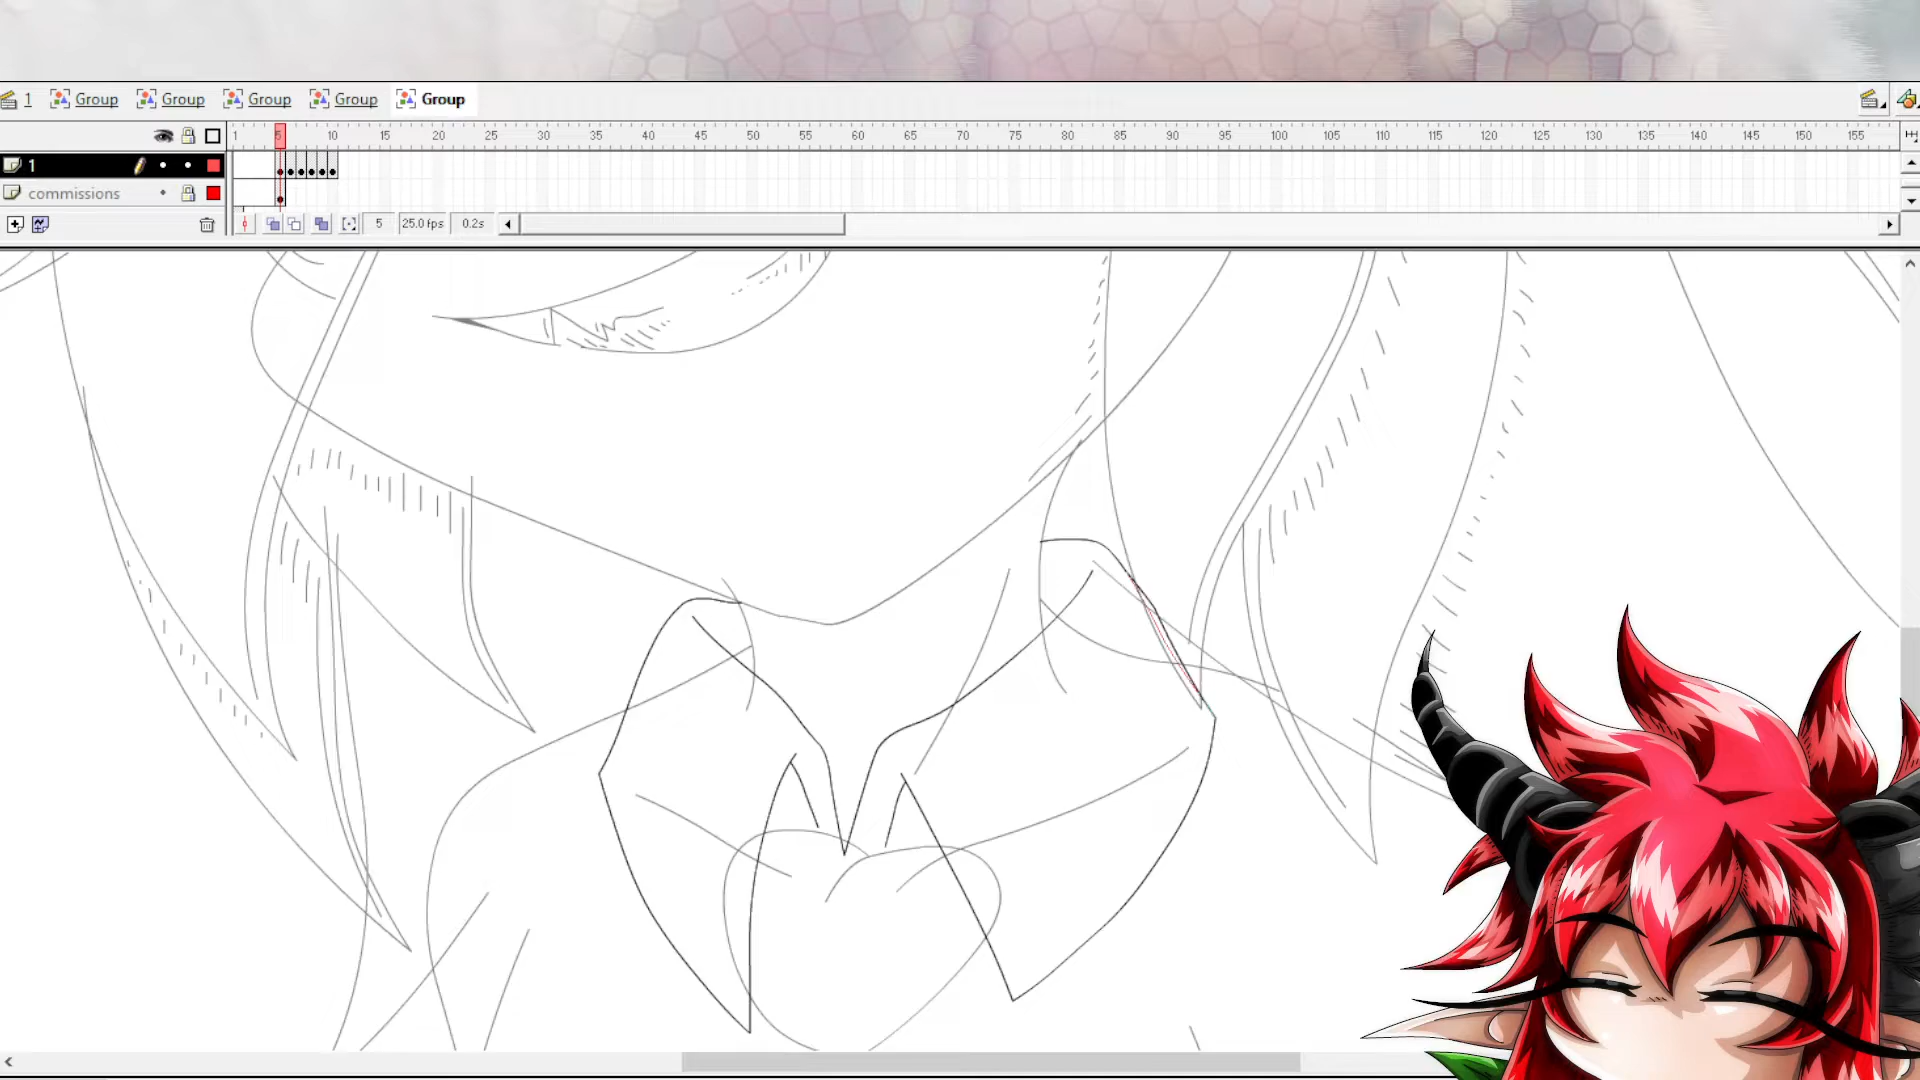 1 Group Group Group Group Group
1 5 10 15 20 25 30 35 40 45 50 55 60 65 70 75 80 85 90 95 100 105 110 115 120 125 130 135 140 145 150 155
1
commissions
5 25.0 fps 0.2s